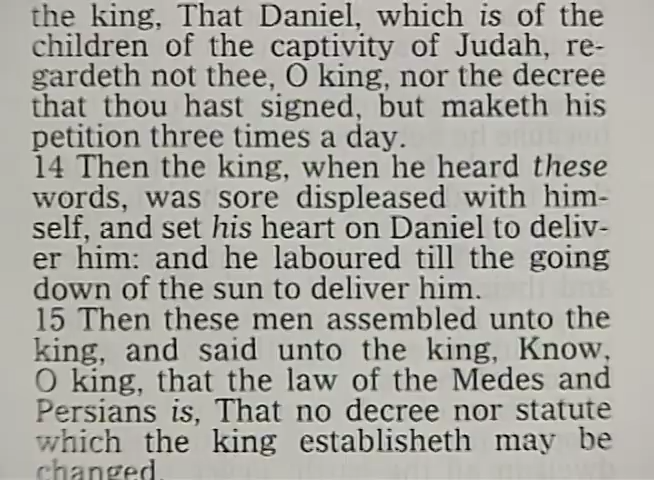 the king, That Daniel, which is of the
children of the captivity of Judah, re-
gardeth not thee, O king, nor the decree
that thou hast signed, but maketh his
petition three times a day.
14 Then the king, when he heard these
words, was sore displeased with him-
self, and set his heart on Daniel to deliv-
er him: and he laboured till the going
down of the sun to deliver him.
15 Then these men assembled unto the
king, and said unto the king, Know,
O king, that the law of the Medes and
Persians is, That no decree nor statute
which the king establisheth may be
changed.